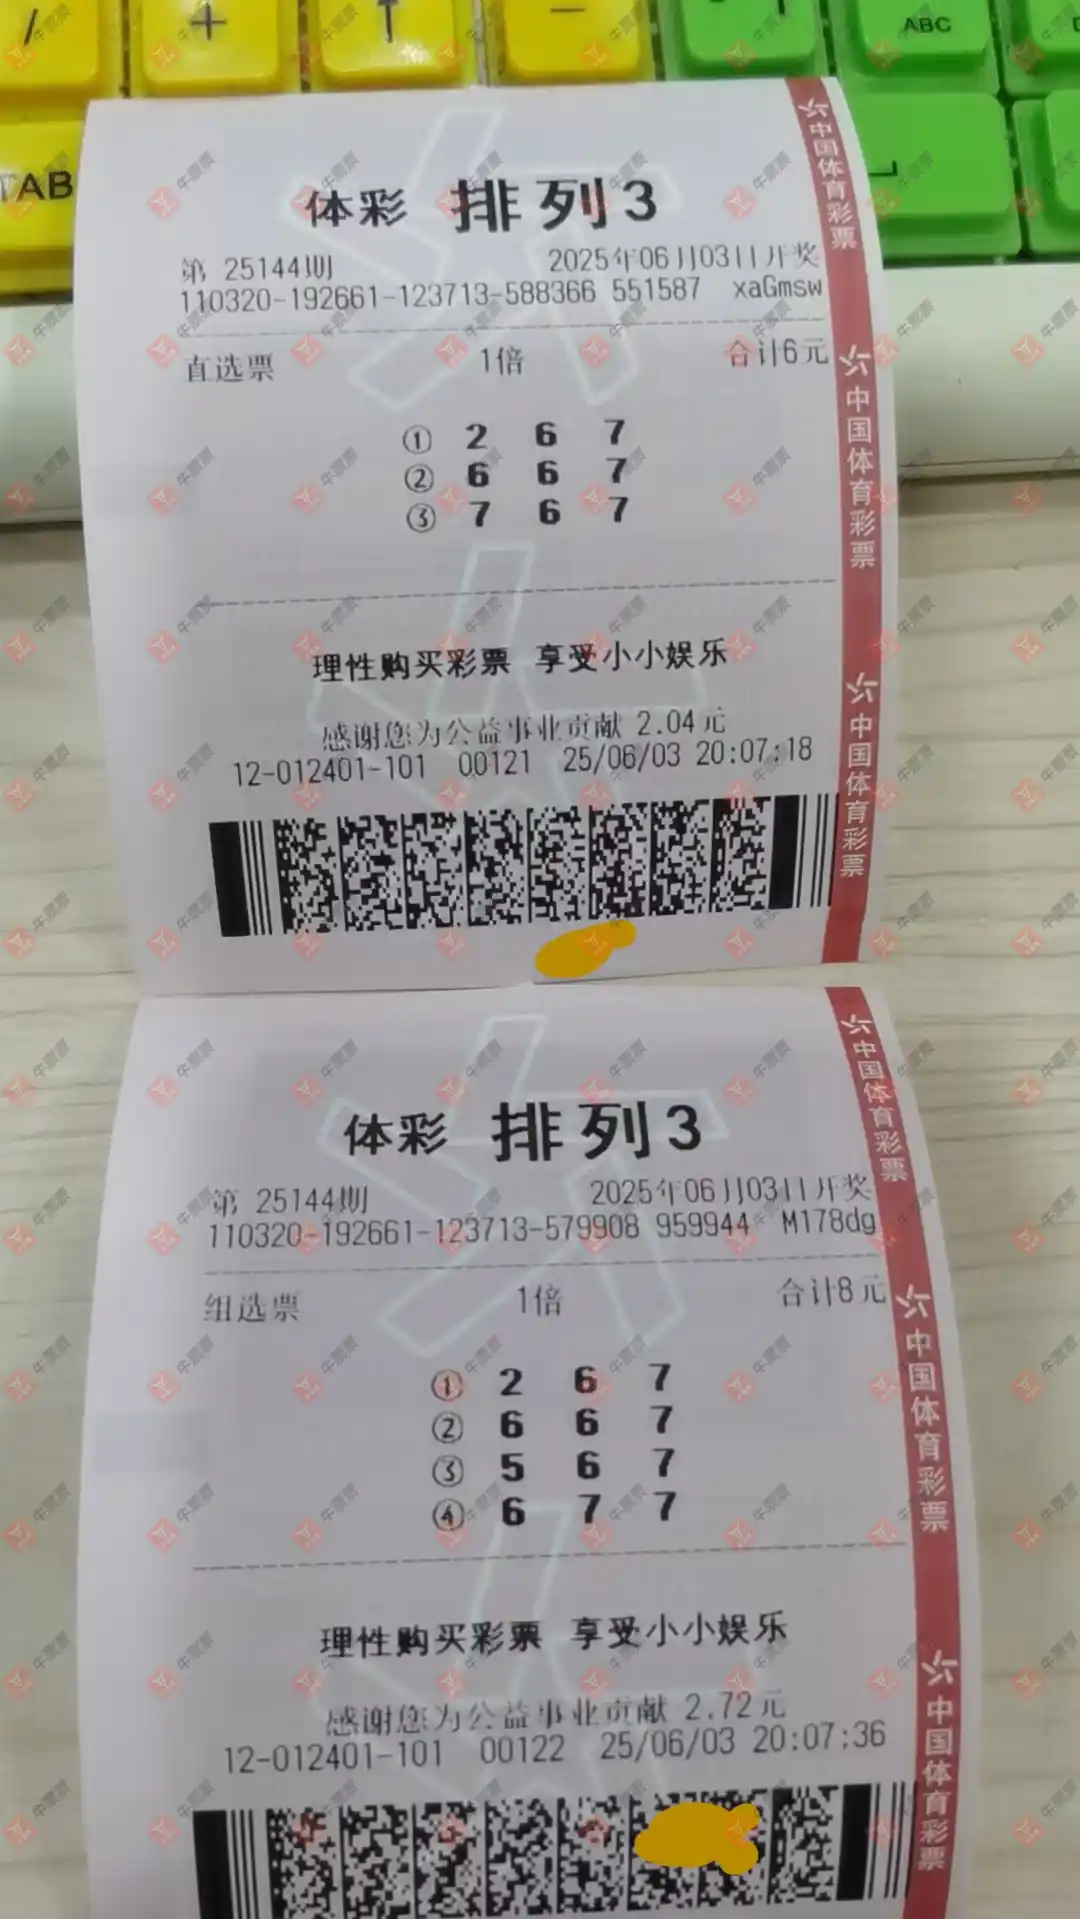 / + ↑ − ABC
TAB
中国体育彩票
体彩 排列3
第 25144期 2025年06月03日开奖
110320-192661-123713-588366 551587 xaGmsw
直选票 1倍 合计6元
① 2 6 7
② 6 6 7
③ 7 6 7
中国体育彩票
理性购买彩票 享受小小娱乐
感谢您为公益事业贡献 2.04元
12-012401-101 00121 25/06/03 20:07:18
中国体育彩票
中国体育彩票
体彩 排列3
第 25144期 2025年06月03日开奖
110320-192661-123713-579908 959944 M178dg
组选票 1倍 合计8元
① 2 6 7
② 6 6 7
③ 5 6 7
④ 6 7 7
中国体育彩票
理性购买彩票 享受小小娱乐
感谢您为公益事业贡献 2.72元
12-012401-101 00122 25/06/03 20:07:36
中国体育彩票
牛票票